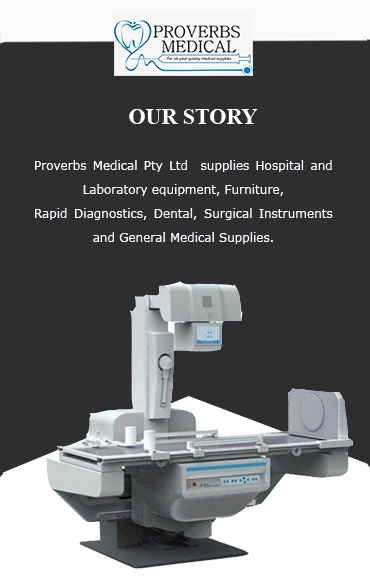 PROVERBS
MEDICAL
For all your quality medical supplies
OUR STORY
Proverbs Medical Pty Ltd supplies Hospital and
Laboratory equipment, Furniture,
Rapid Diagnostics, Dental, Surgical Instruments
and General Medical Supplies.